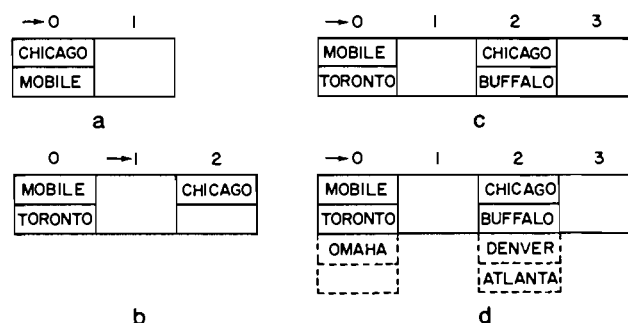 →0 1
CHICAGO
MOBILE
a
0 →1 2
MOBILE CHICAGO
TORONTO
b
→0 1 2 3
MOBILE CHICAGO
TORONTO BUFFALO
c
→0 1 2 3
MOBILE CHICAGO
TORONTO BUFFALO
OMAHA DENVER
ATLANTA
d